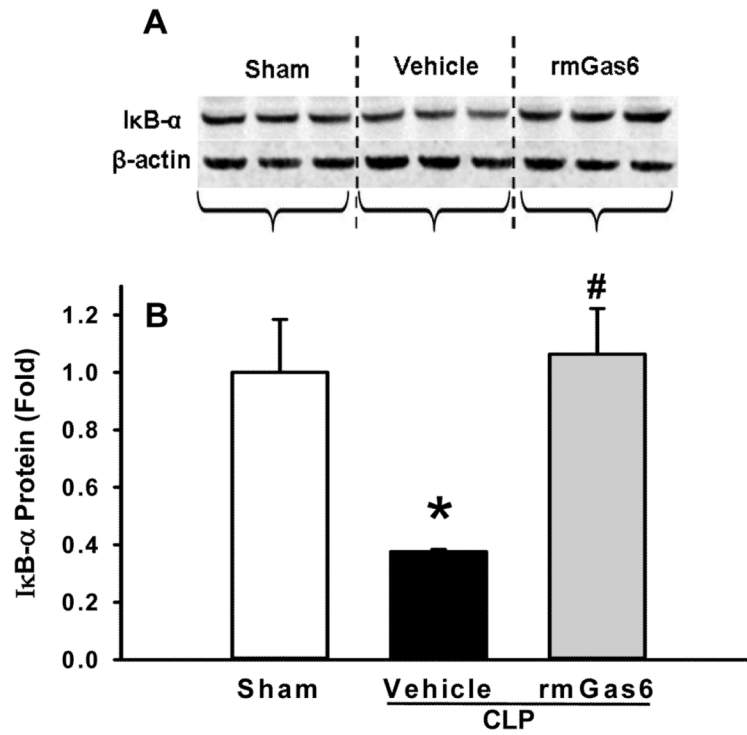 A
Sham Vehicle rmGas6
IκB-α
β-actin
B
#
*
IκB-α Protein (Fold)
1.2
1.0
0.8
0.6
0.4
0.2
0.0
Sham Vehicle rmGas6
CLP